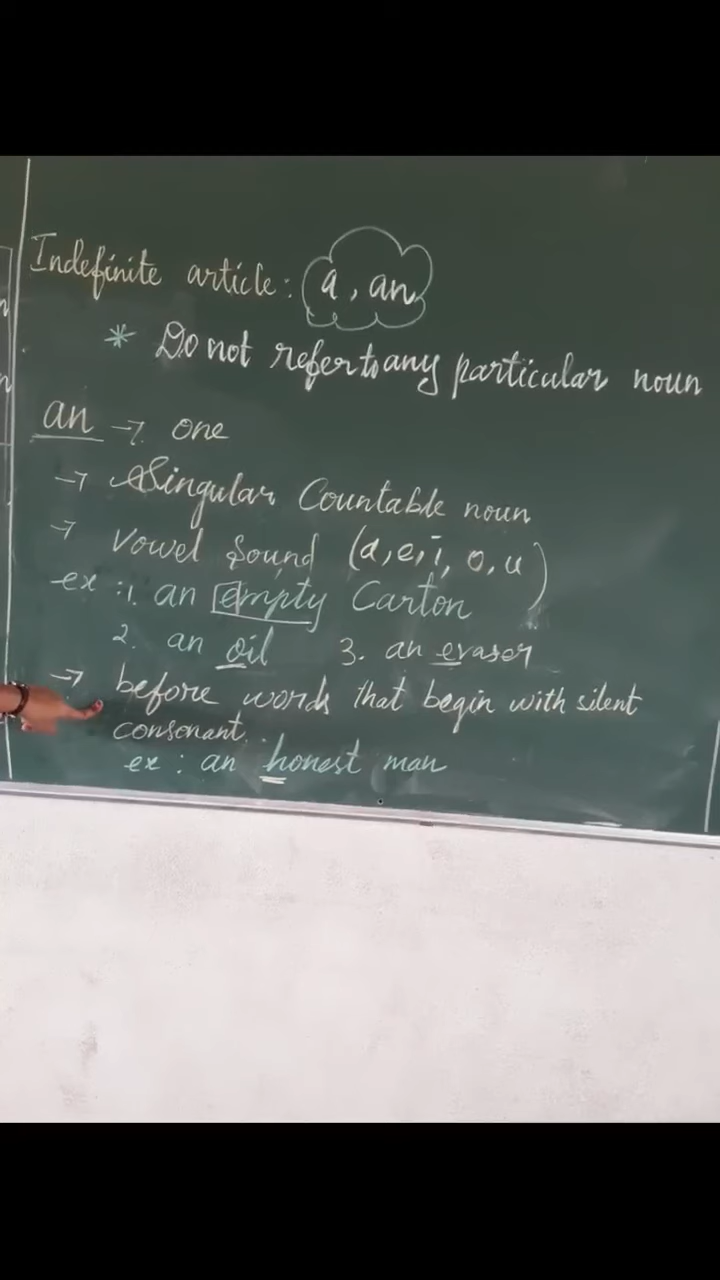 Indefinite article: a, an
* Do not refer to any particular noun
an → one
→ Singular Countable noun
→ vowel sound (a, e, i, o, u)
ex : 1. an empty Carton
2. an oil 3. an eraser
→ before words that begin with silent
consonant.
ex : an honest man